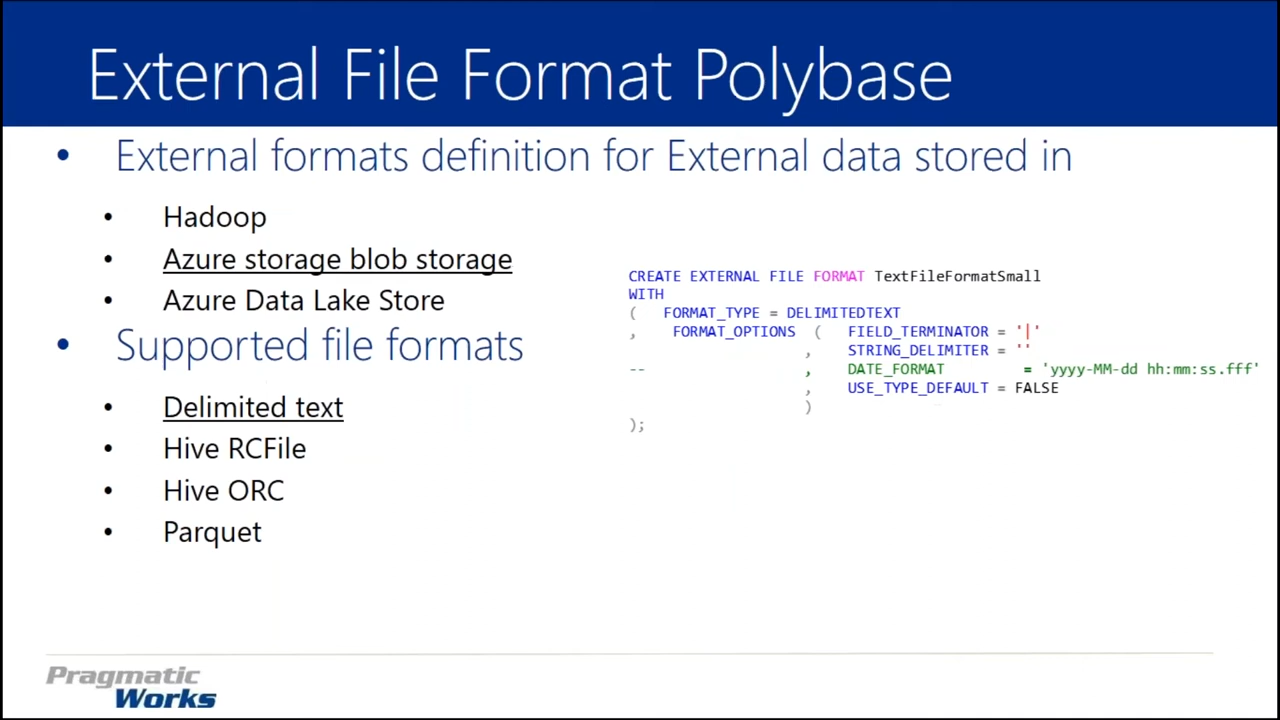 External File Format Polybase
• External formats definition for External data stored in
• Hadoop
• Azure storage blob storage
• Azure Data Lake Store
• Supported file formats
• Delimited text
• Hive RCFile
• Hive ORC
• Parquet
CREATE EXTERNAL FILE FORMAT TextFileFormatSmall
WITH
( FORMAT_TYPE = DELIMITEDTEXT
, FORMAT_OPTIONS ( FIELD_TERMINATOR = '|'
, STRING_DELIMITER = ''
-- , DATE_FORMAT = 'yyyy-MM-dd hh:mm:ss.fff'
, USE_TYPE_DEFAULT = FALSE
)
);
Pragmatic
Works